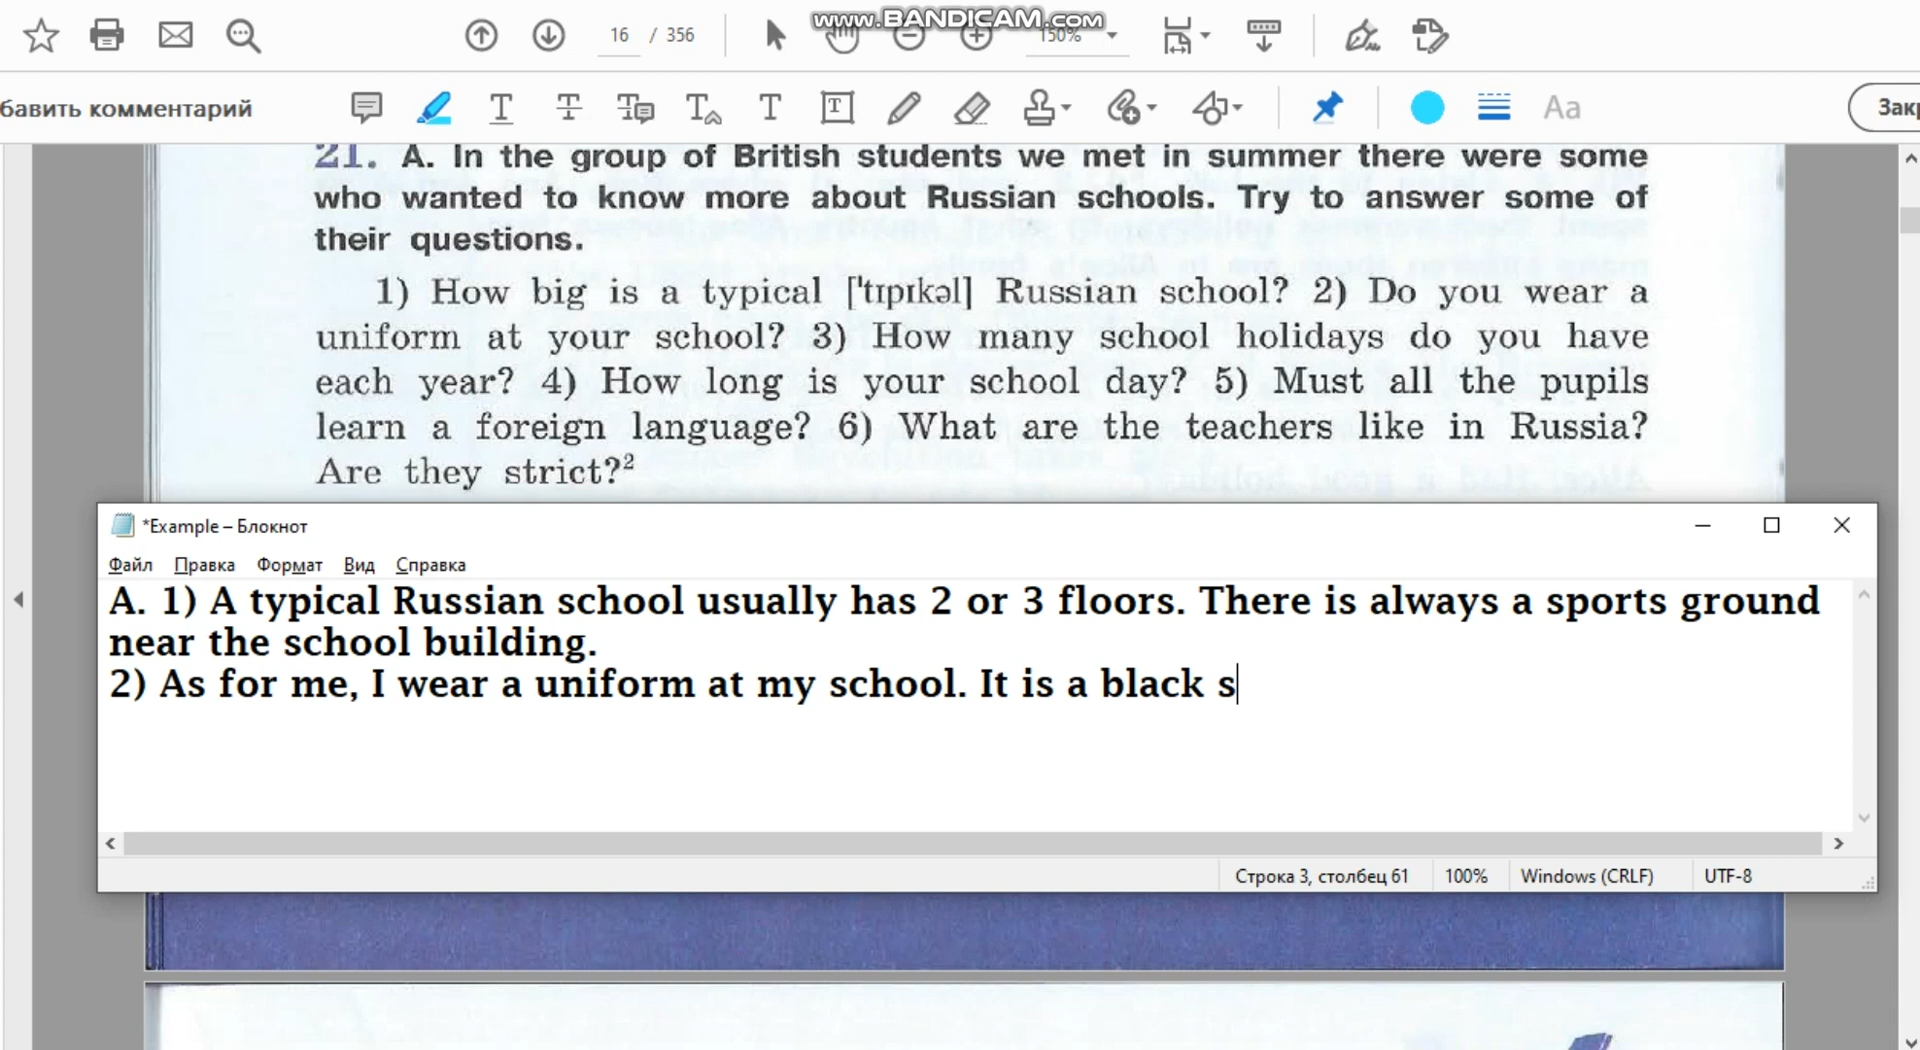 www.BANDICAM.com
16 / 356
150%
бавить комментарий
Aa
Закр
21. A. In the group of British students we met in summer there were some
who wanted to know more about Russian schools. Try to answer some of
their questions.
1) How big is a typical [ˈtɪpɪkəl] Russian school? 2) Do you wear a
uniform at your school? 3) How many school holidays do you have
each year? 4) How long is your school day? 5) Must all the pupils
learn a foreign language? 6) What are the teachers like in Russia?
Are they strict?²
*Example – Блокнот
Файл Правка Формат Вид Справка
A. 1) A typical Russian school usually has 2 or 3 floors. There is always a sports ground
near the school building.
2) As for me, I wear a uniform at my school. It is a black s
Строка 3, столбец 61 100% Windows (CRLF) UTF-8